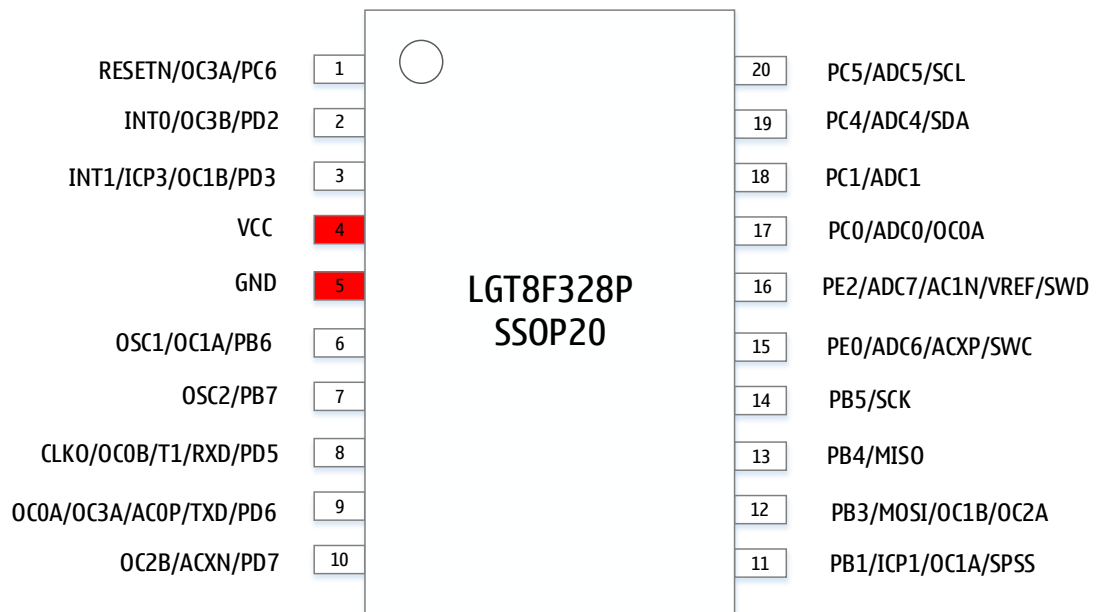 RESETN/OC3A/PC6 1
INT0/OC3B/PD2 2
INT1/ICP3/OC1B/PD3 3
VCC 4
GND 5
OSC1/OC1A/PB6 6
OSC2/PB7 7
CLKO/OC0B/T1/RXD/PD5 8
OC0A/OC3A/AC0P/TXD/PD6 9
OC2B/ACXN/PD7 10
LGT8F328P
SSOP20
20 PC5/ADC5/SCL
19 PC4/ADC4/SDA
18 PC1/ADC1
17 PC0/ADC0/OC0A
16 PE2/ADC7/AC1N/VREF/SWD
15 PE0/ADC6/ACXP/SWC
14 PB5/SCK
13 PB4/MISO
12 PB3/MOSI/OC1B/OC2A
11 PB1/ICP1/OC1A/SPSS